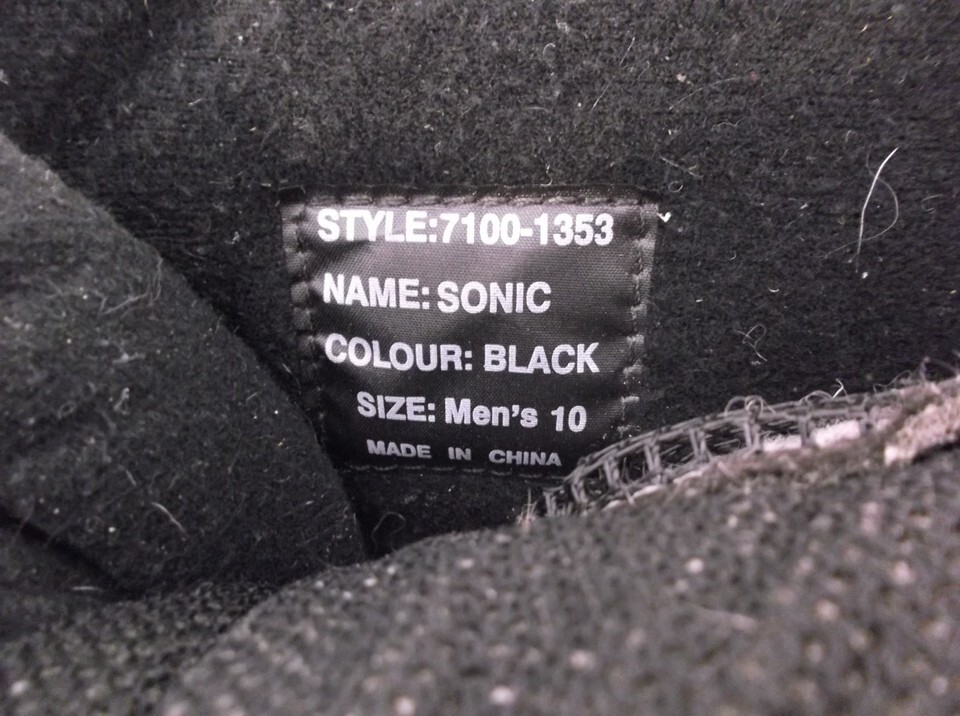 STYLE:7100-1353
NAME: SONIC
COLOUR: BLACK
SIZE: Men's 10
MADE IN CHINA